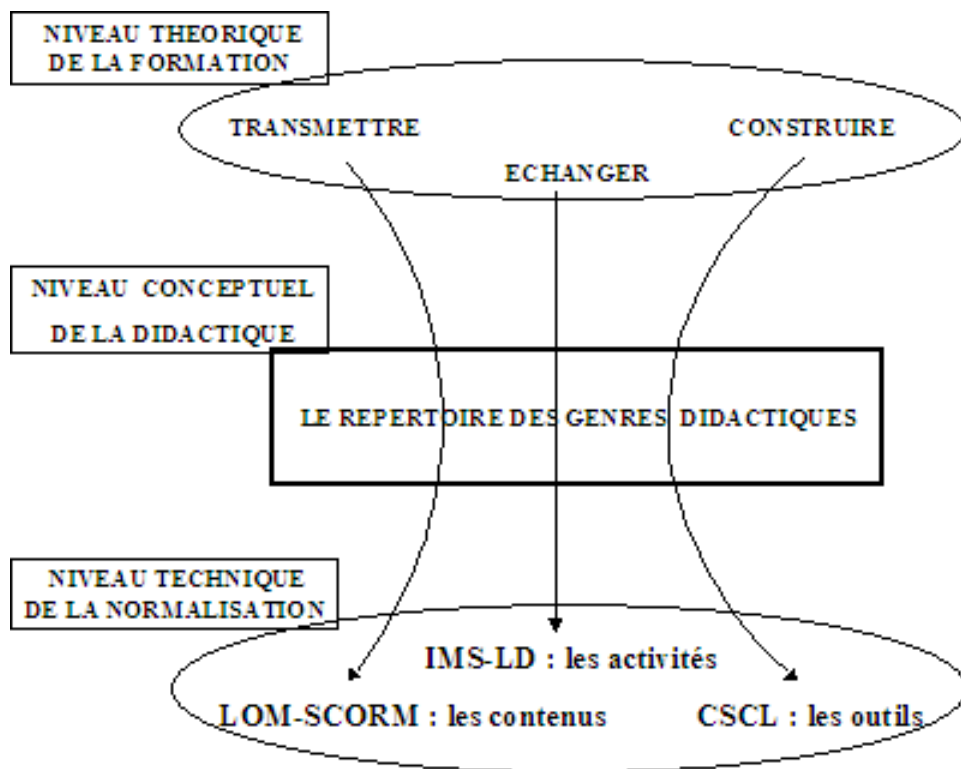 NIVEAU THEORIQUE
DE LA FORMATION
TRANSMETTRE
CONSTRUIRE
ECHANGER
NIVEAU CONCEPTUEL
DE LA DIDACTIQUE
LE REPERTOIRE DES GENRES DIDACTIQUES
NIVEAU TECHNIQUE
DE LA NORMALISATION
IMS-LD : les activités
LOM-SCORM : les contenus
CSCL : les outils